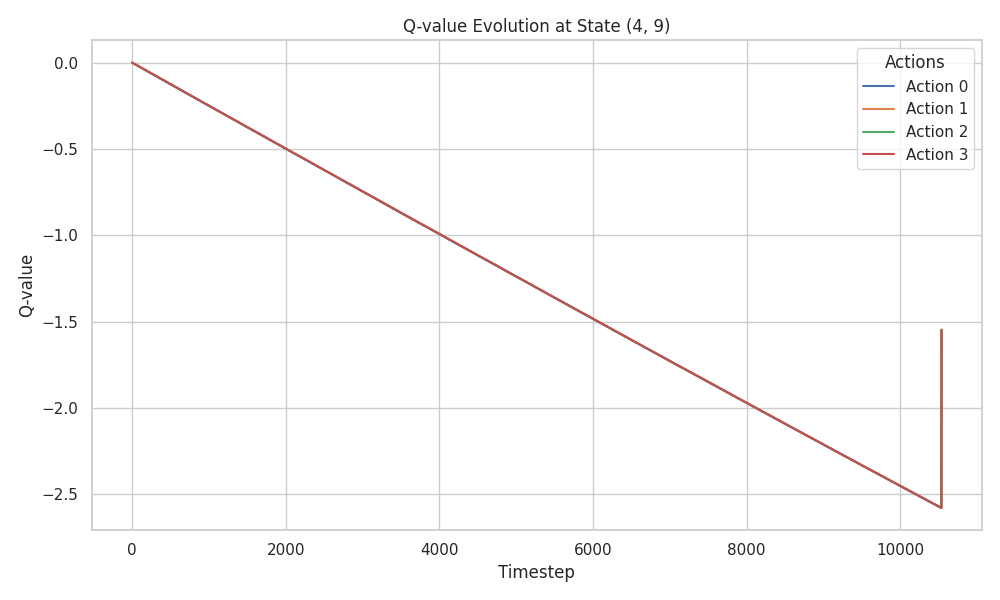 Q-value Evolution at State (4, 9)
Actions
Action 0
Action 1
Action 2
Action 3
Q-value
0.0
−0.5
−1.0
−1.5
−2.0
−2.5
0 2000 4000 6000 8000 10000
Timestep